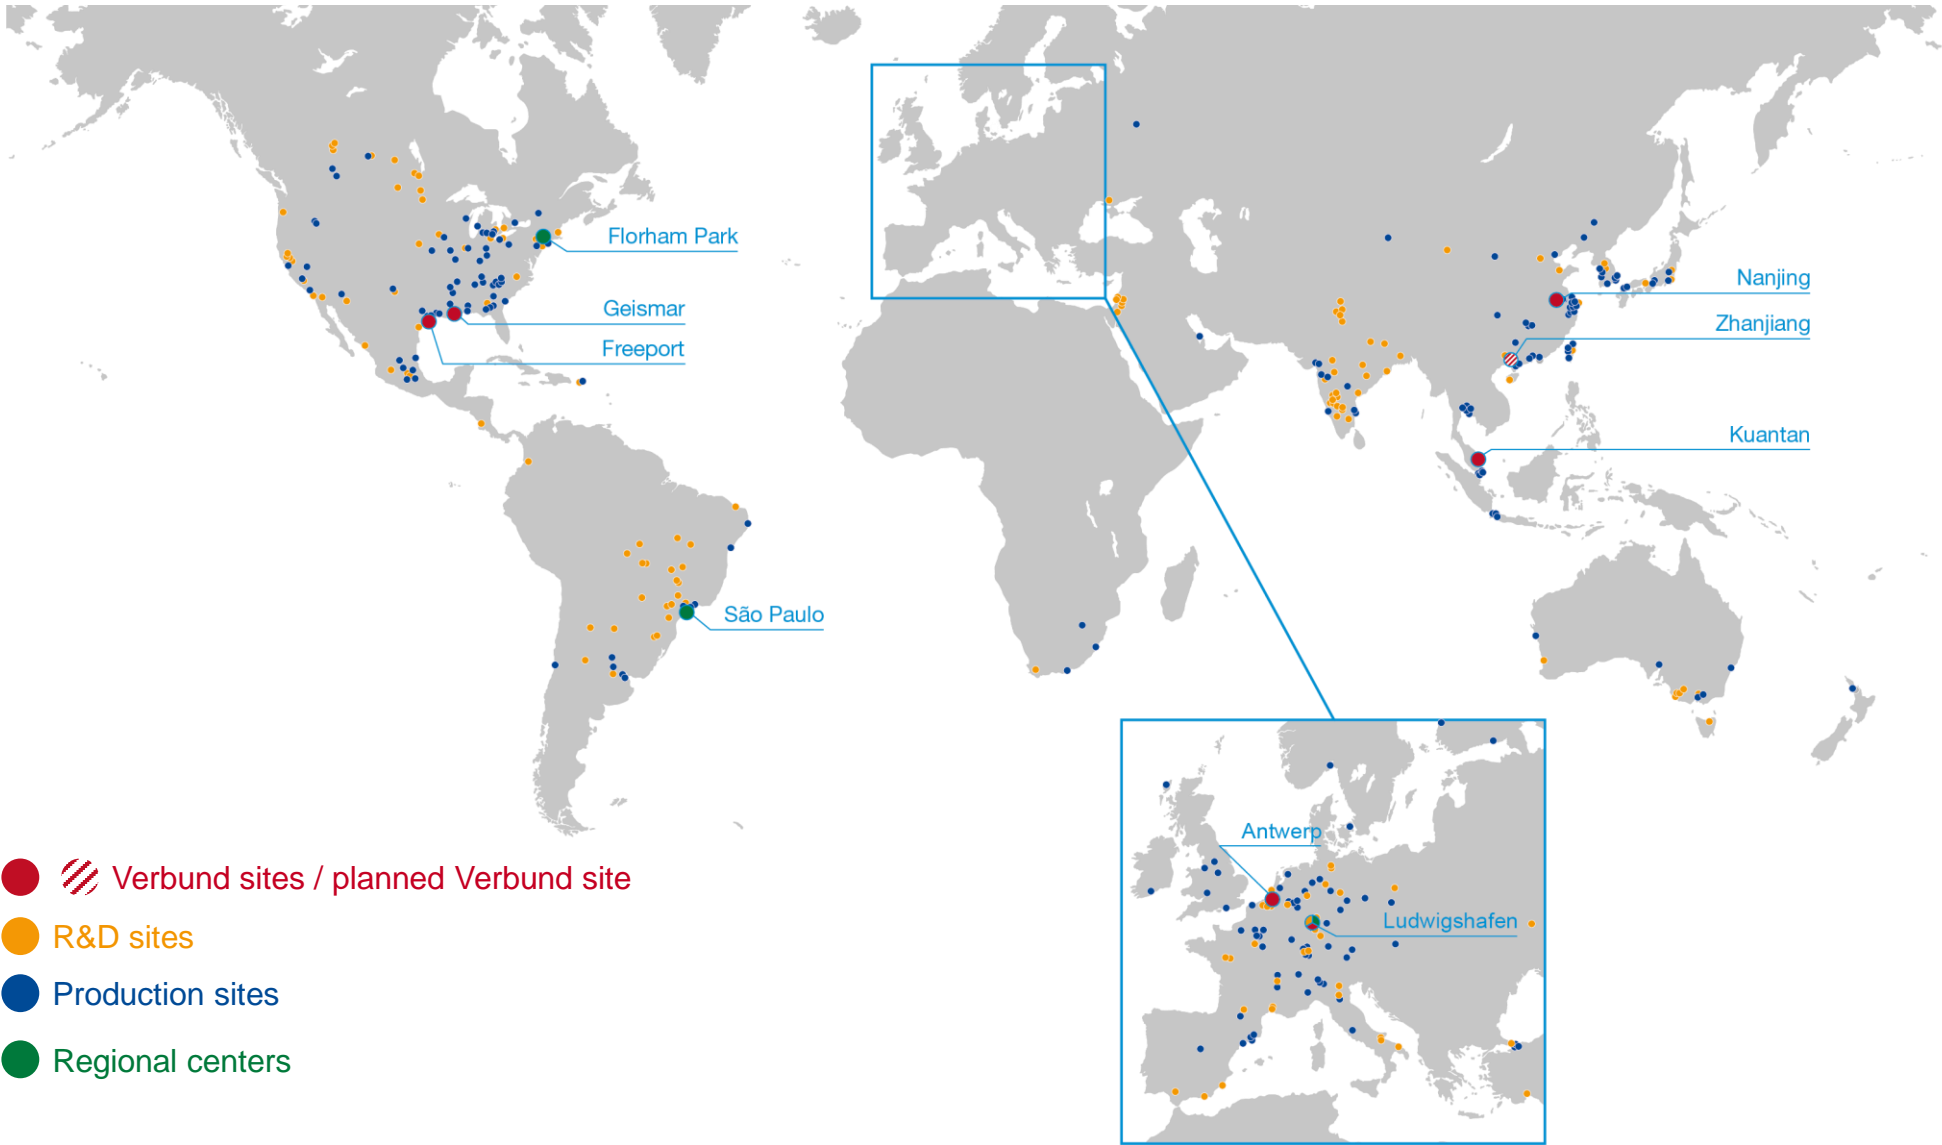 Florham Park
Geismar
Freeport
São Paulo
Nanjing
Zhanjiang
Kuantan
Antwerp
Ludwigshafen
Verbund sites / planned Verbund site
R&D sites
Production sites
Regional centers